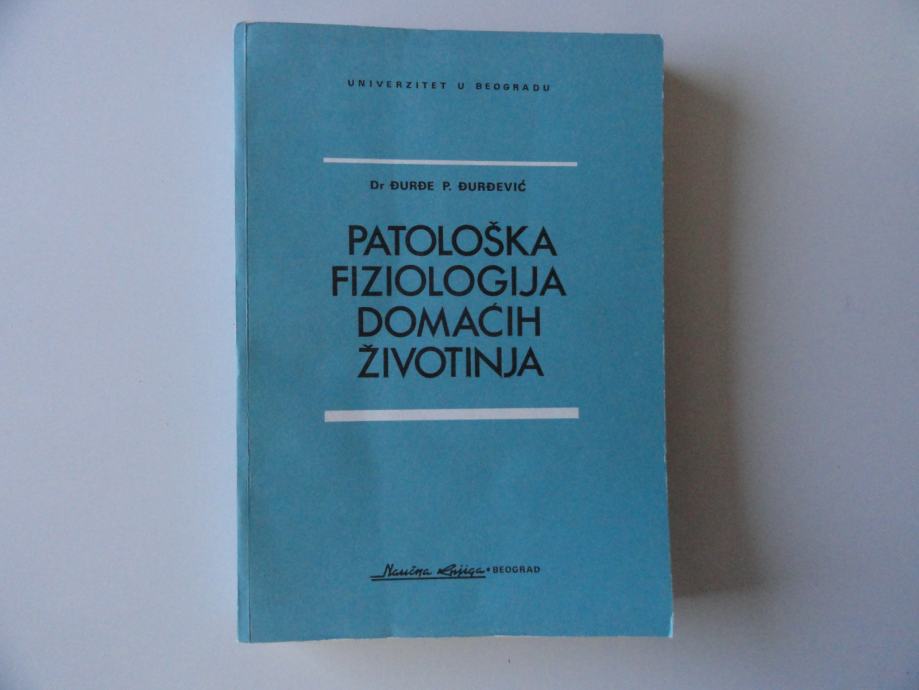 UNIVERZITET U BEOGRADU
Dr ĐURĐE P. ĐURĐEVIĆ
PATOLOŠKA
FIZIOLOGIJA
DOMAĆIH
ŽIVOTINJA
Naučna knjiga • BEOGRAD